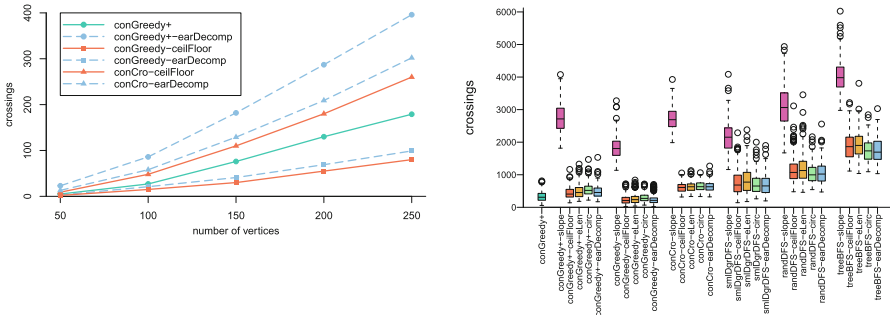 crossings
400
300
200
100
0
50
100
150
200
250
number of vertices
conGreedy+
conGreedy+−earDecomp
conGreedy−ceilFloor
conGreedy−earDecomp
conCro−ceilFloor
conCro−earDecomp
crossings
crossings
6000
5000
4000
3000
2000
1000
0
conGreedy+
conGreedy+−slope
conGreedy+−ceilFloor
conGreedy+−eLen
conGreedy+−circ
conGreedy+−earDecomp
conGreedy−slope
conGreedy−ceilFloor
conGreedy−eLen
conGreedy−circ
conGreedy−earDecomp
conCro−slope
conCro−ceilFloor
conCro−eLen
conCro−circ
conCro−earDecomp
smlDgrDFS−slope
smlDgrDFS−ceilFloor
smlDgrDFS−eLen
smlDgrDFS−circ
smlDgrDFS−earDecomp
randDFS−slope
randDFS−ceilFloor
randDFS−eLen
randDFS−circ
randDFS−earDecomp
treeBFS−slope
treeBFS−ceilFloor
treeBFS−eLen
treeBFS−circ
treeBFS−earDecomp